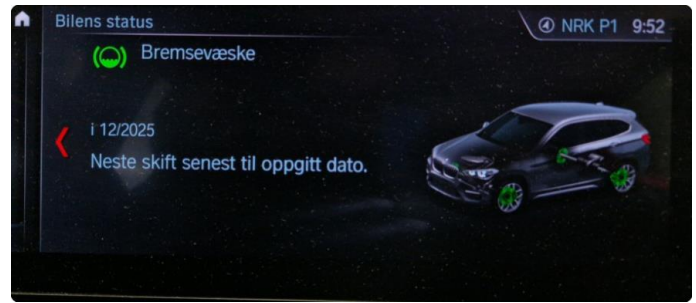 Bilens status
NRK P1 9:52
Bremsevæske
i 12/2025
Neste skift senest til oppgitt dato.